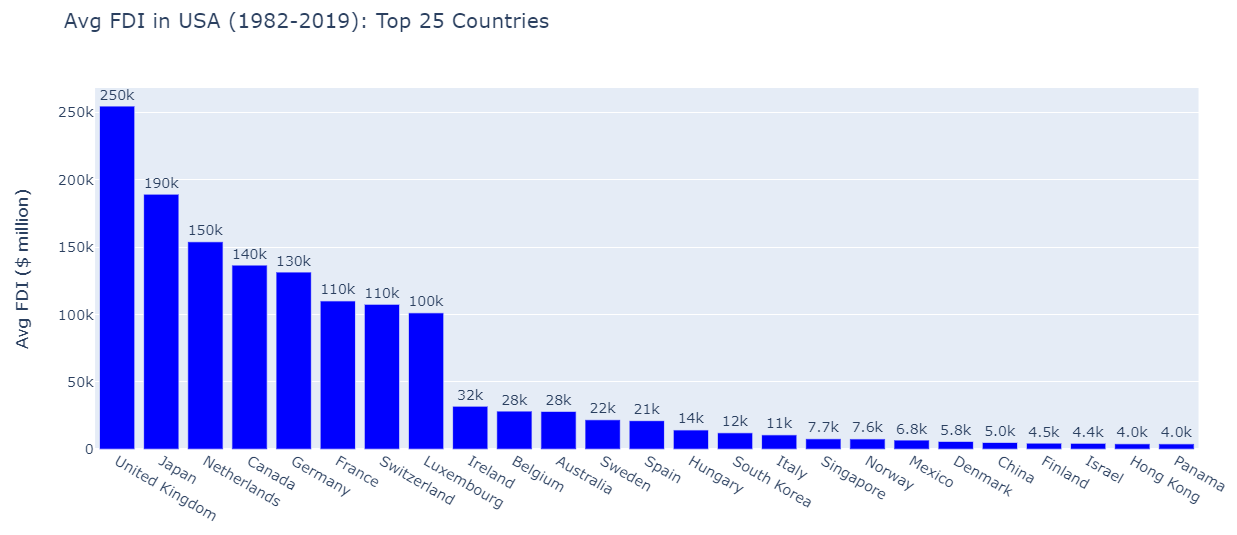 Avg FDI in USA (1982-2019): Top 25 Countries
Avg FDI ($ million)
250k
200k
150k
100k
50k
0
250k
190k
150k
140k
130k
110k
110k
100k
32k
28k
28k
22k
21k
14k
12k
11k
7.7k
7.6k
6.8k
5.8k
5.0k
4.5k
4.4k
4.0k
4.0k
United Kingdom
Japan
Netherlands
Canada
Germany
France
Switzerland
Luxembourg
Ireland
Belgium
Australia
Sweden
Spain
Hungary
South Korea
Italy
Singapore
Norway
Mexico
Denmark
China
Finland
Israel
Hong Kong
Panama